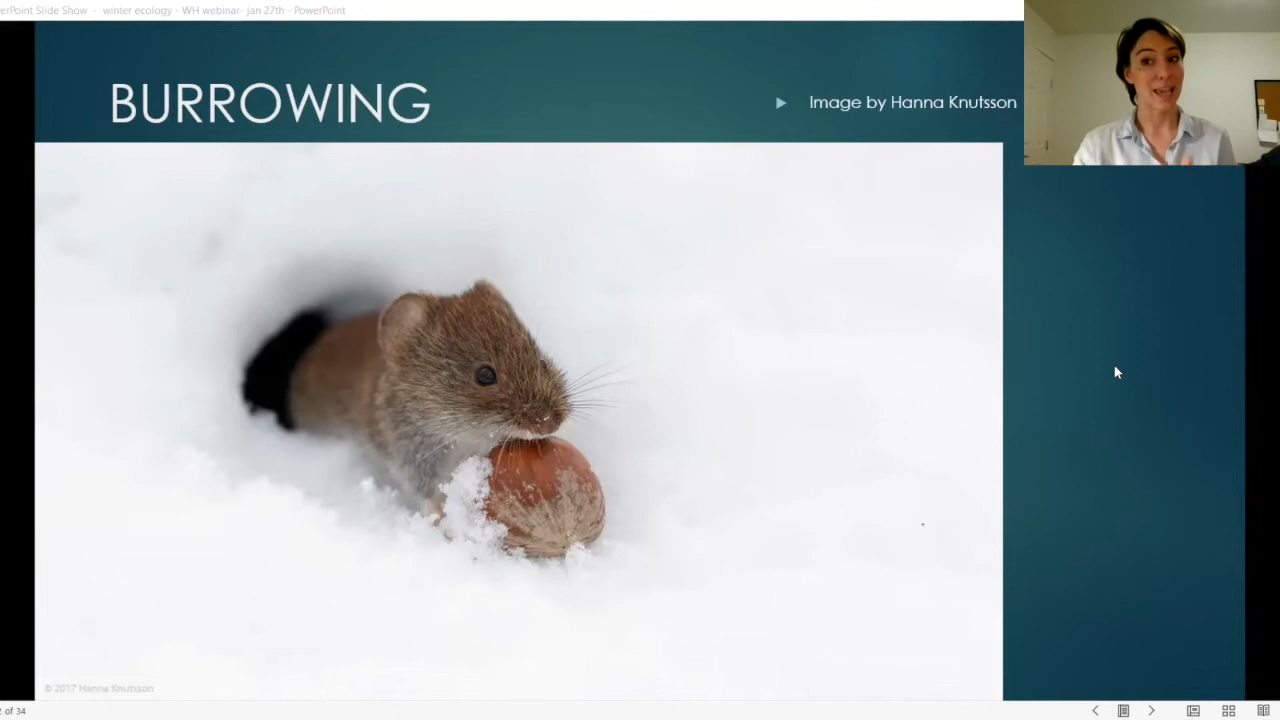 erPoint Slide Show - winter ecology - WH webinar- jan 27th - PowerPoint
BURROWING
Image by Hanna Knutsson
© 2017 Hanna Knutsson
of 34